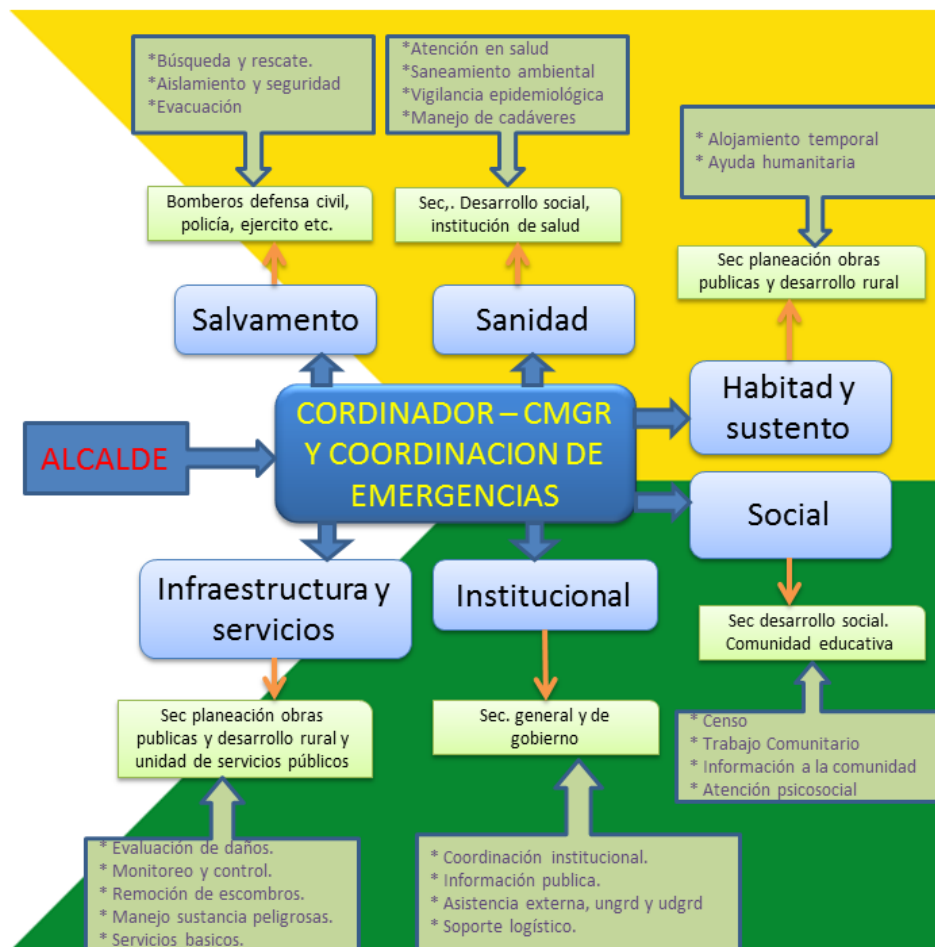 *Búsqueda y rescate.
*Aislamiento y seguridad
*Evacuación
*Atención en salud
*Saneamiento ambiental
*Vigilancia epidemiológica
*Manejo de cadáveres
* Alojamiento temporal
* Ayuda humanitaria
Bomberos defensa civil,
policía, ejercito etc.
Sec,. Desarrollo social,
institución de salud
Sec planeación obras
publicas y desarrollo rural
Salvamento
Sanidad
Habitad y
sustento
ALCALDE
CORDINADOR – CMGR
Y COORDINACION DE
EMERGENCIAS
Social
Infraestructura y
servicios
Institucional
Sec desarrollo social.
Comunidad educativa
Sec planeación obras
publicas y desarrollo rural y
unidad de servicios públicos
Sec. general y de
gobierno
* Censo
* Trabajo Comunitario
* Información a la comunidad
* Atención psicosocial
* Evaluación de daños.
* Monitoreo y control.
* Remoción de escombros.
* Manejo sustancia peligrosas.
* Servicios basicos.
* Coordinación institucional.
* Información publica.
* Asistencia externa, ungrd y udgrd
* Soporte logístico.